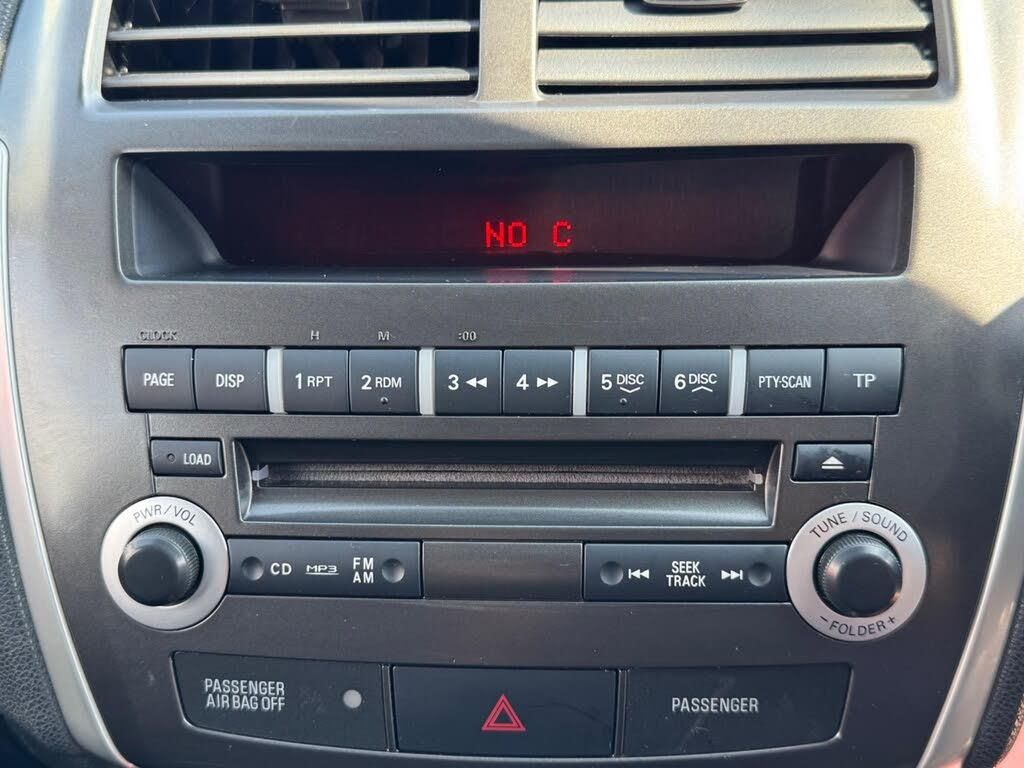 NO C
CLOCK H M :00
PAGE DISP 1 RPT 2 RDM 3 4 5 DISC 6 DISC PTY-SCAN TP
LOAD
PWR/VOL TUNE / SOUND
CD MP3 FM AM SEEK TRACK
- FOLDER +
PASSENGER
AIR BAG OFF
PASSENGER